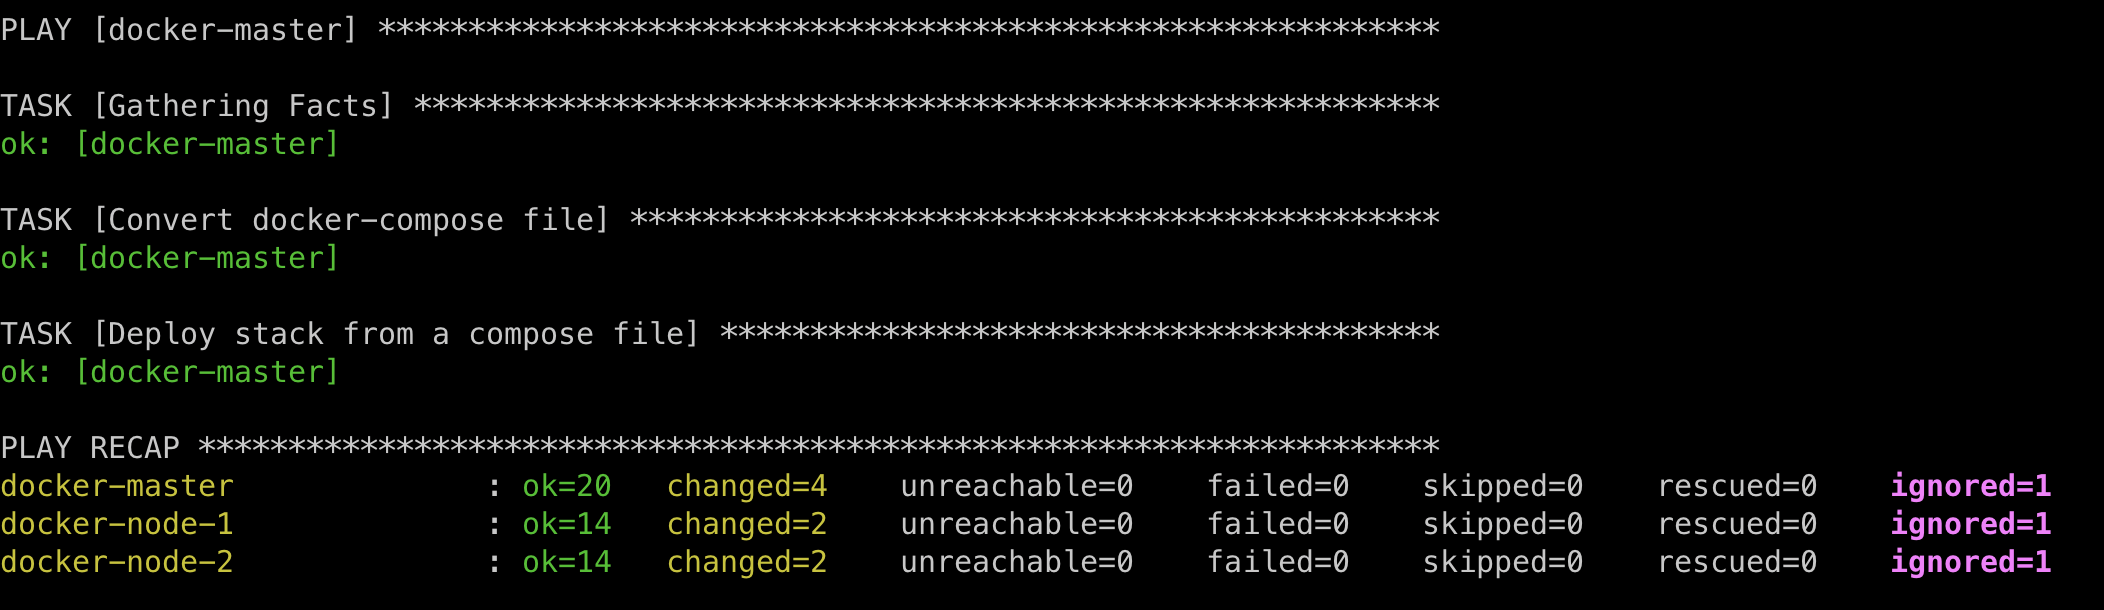 PLAY [docker-master] ***********************************************************
TASK [Gathering Facts] *********************************************************
ok: [docker-master]
TASK [Convert docker-compose file] *********************************************
ok: [docker-master]
TASK [Deploy stack from a compose file] ****************************************
ok: [docker-master]
PLAY RECAP *********************************************************************
docker-master              : ok=20   changed=4    unreachable=0    failed=0    skipped=0    rescued=0    ignored=1
docker-node-1              : ok=14   changed=2    unreachable=0    failed=0    skipped=0    rescued=0    ignored=1
docker-node-2              : ok=14   changed=2    unreachable=0    failed=0    skipped=0    rescued=0    ignored=1